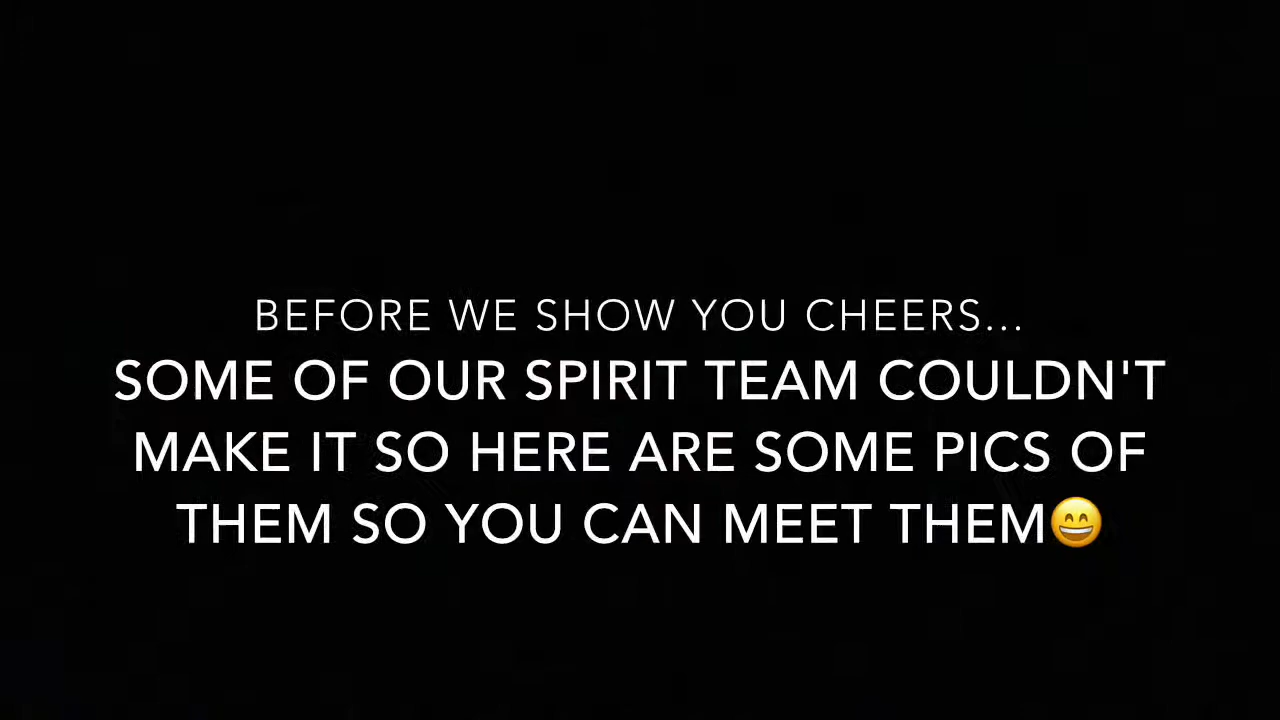 BEFORE WE SHOW YOU CHEERS...
SOME OF OUR SPIRIT TEAM COULDN'T
MAKE IT SO HERE ARE SOME PICS OF
THEM SO YOU CAN MEET THEM😄